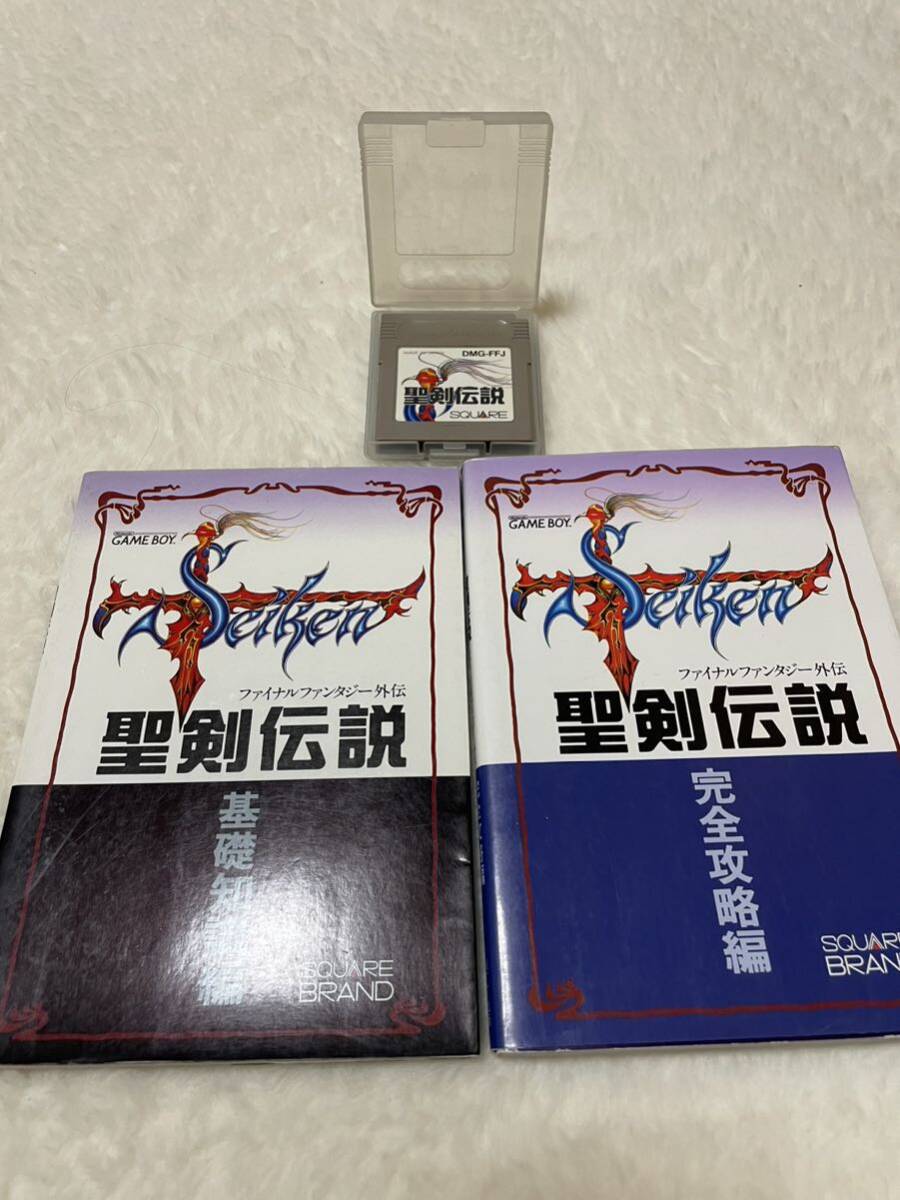 DMG-FFJ
聖剣伝説
SQUARE
GAME BOY
Seiken
ファイナルファンタジー外伝
聖剣伝説
基礎知識編
SQUARE
BRAND
GAME BOY
Seiken
ファイナルファンタジー外伝
聖剣伝説
完全攻略編
SQUARE
BRAND